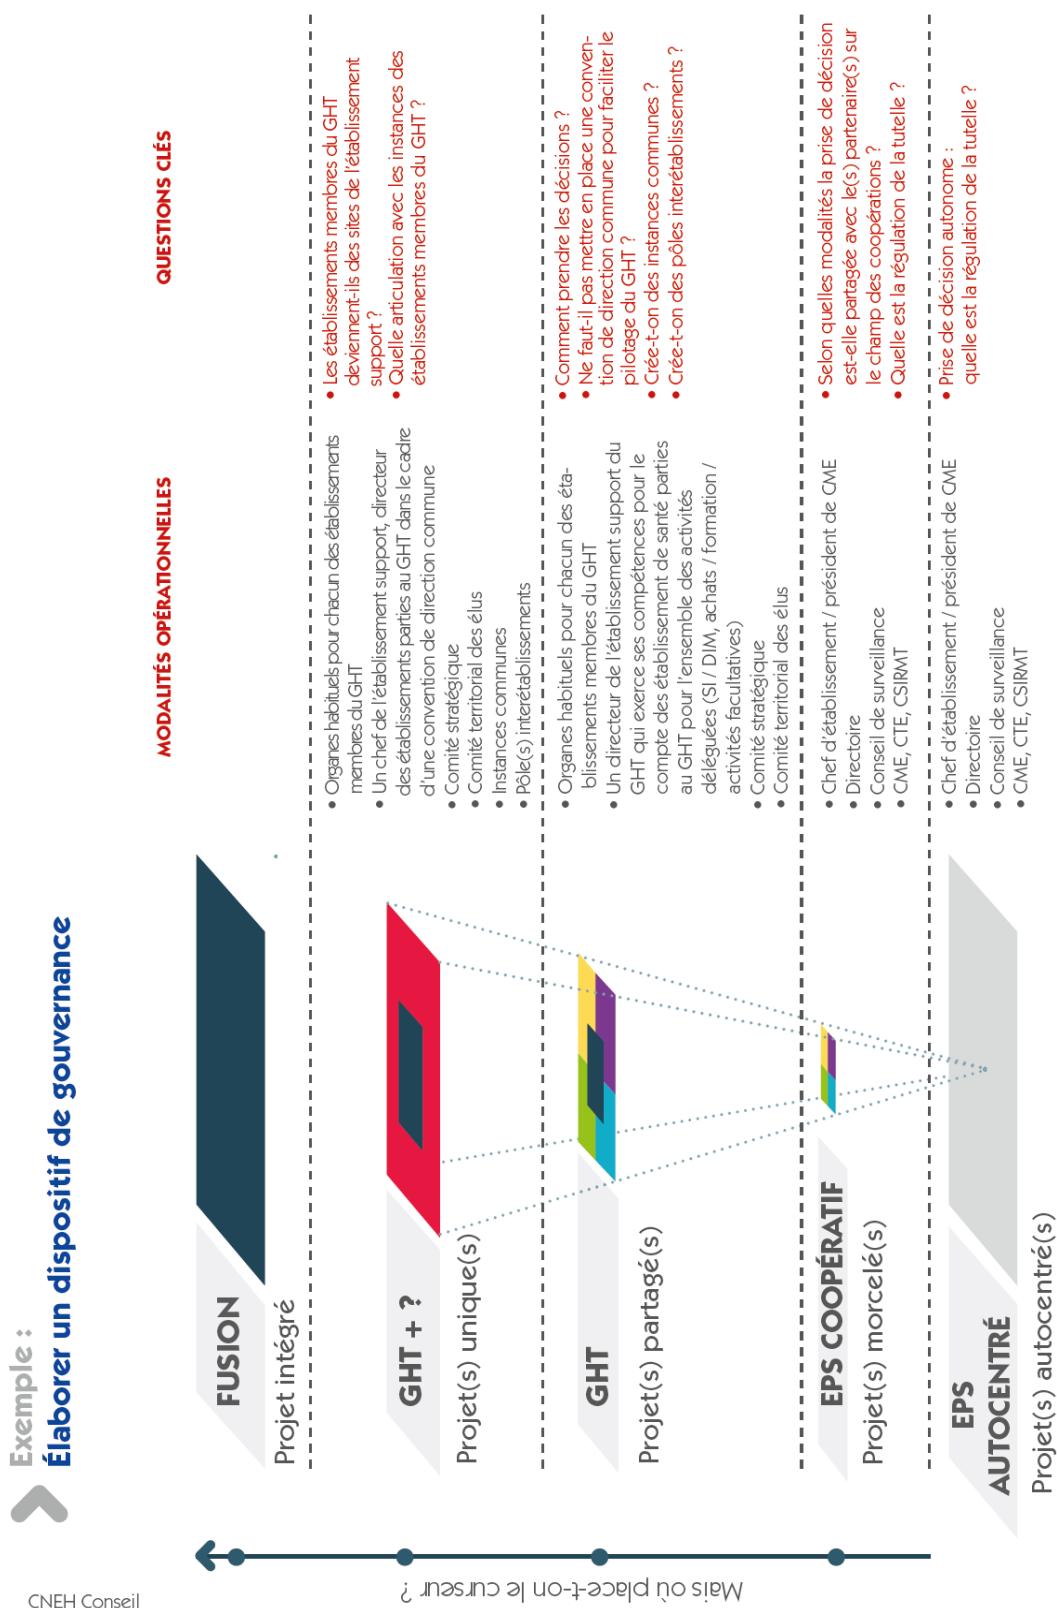 CNEH Conseil
Exemple :
Élaborer un dispositif de gouvernance
MODALITÉS OPÉRATIONNELLES
QUESTIONS CLÉS
Mais où place-t-on le curseur ?
FUSION
Projet intégré
GHT + ?
Projet(s) unique(s)
• Organes habituels pour chacun des établissements
membres du GHT
• Un chef de l'établissement support, directeur
des établissements parties au GHT dans le cadre
d'une convention de direction commune
• Comité stratégique
• Comité territorial des élus
• Instances communes
• Pôle(s) interétablissements
• Les établissements membres du GHT
deviennent-ils des sites de l'établissement
support ?
• Quelle articulation avec les instances des
établissements membres du GHT ?
GHT
Projet(s) partagé(s)
• Organes habituels pour chacun des éta-
blissements membres du GHT
• Un directeur de l'établissement support du
GHT qui exerce ses compétences pour le
compte des établissement de santé parties
au GHT pour l'ensemble des activités
déléguées (SI / DIM, achats / formation /
activités facultatives)
• Comité stratégique
• Comité territorial des élus
• Comment prendre les décisions ?
• Ne faut-il pas mettre en place une conven-
tion de direction commune pour faciliter le
pilotage du GHT ?
• Crée-t-on des instances communes ?
• Crée-t-on des pôles interétablissements ?
EPS COOPÉRATIF
Projet(s) morcelé(s)
• Chef d'établissement / président de CME
• Directoire
• Conseil de surveillance
• CME, CTE, CSIRMT
• Selon quelles modalités la prise de décision
est-elle partagée avec le(s) partenaire(s) sur
le champ des coopérations ?
• Quelle est la régulation de la tutelle ?
EPS
AUTOCENTRÉ
Projet(s) autocentré(s)
• Chef d'établissement / président de CME
• Directoire
• Conseil de surveillance
• CME, CTE, CSIRMT
• Prise de décision autonome :
quelle est la régulation de la tutelle ?